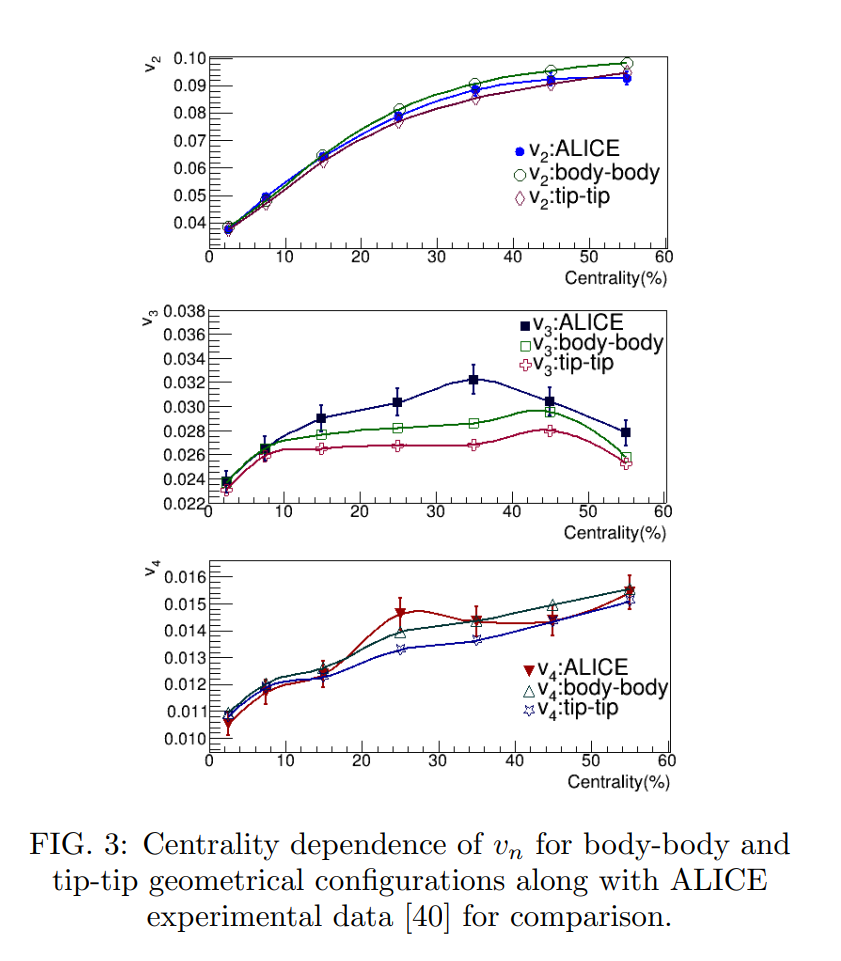 v2
0.10
0.09
0.08
0.07
0.06
0.05
0.04
v2:ALICE
v2:body-body
v2:tip-tip
0 10 20 30 40 50 60
Centrality(%)
v3
0.038
0.036
0.034
0.032
0.030
0.028
0.026
0.024
0.022
v3:ALICE
v3:body-body
v3:tip-tip
0 10 20 30 40 50 60
Centrality(%)
v4
0.016
0.015
0.014
0.013
0.012
0.011
0.010
v4:ALICE
v4:body-body
v4:tip-tip
0 10 20 30 40 50 60
Centrality(%)
FIG. 3: Centrality dependence of vn for body-body and
tip-tip geometrical configurations along with ALICE
experimental data [40] for comparison.